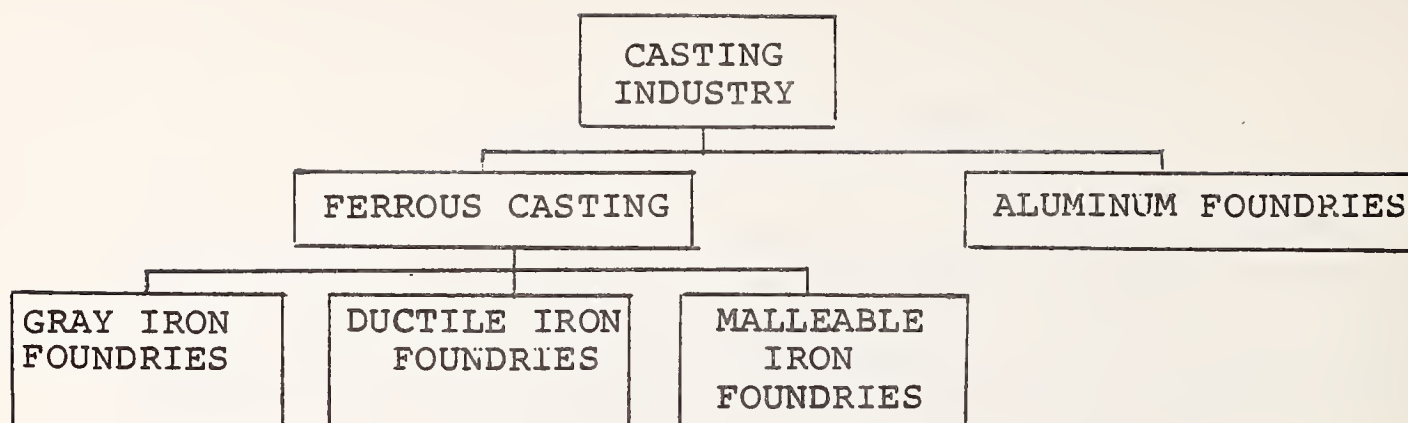 CASTING
INDUSTRY
FERROUS CASTING
ALUMINUM FOUNDRIES
GRAY IRON
FOUNDRIES
DUCTILE IRON
FOUNDRIES
MALLEABLE
IRON
FOUNDRIES